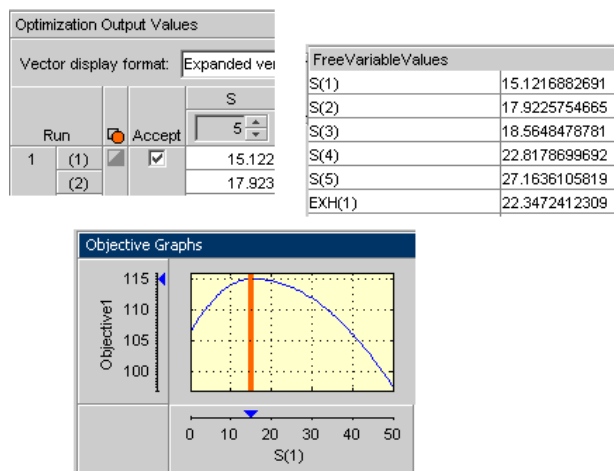 Optimization Output Values
Vector display format: Expanded ver
S
5
Run Accept
1 (1) 15.122
(2) 17.923
FreeVariableValues
S(1) 15.1216882691
S(2) 17.9225754665
S(3) 18.5648478781
S(4) 22.8178699692
S(5) 27.1636105819
EXH(1) 22.3472412309
Objective Graphs
Objective1
115
110
105
100
0 10 20 30 40 50
S(1)